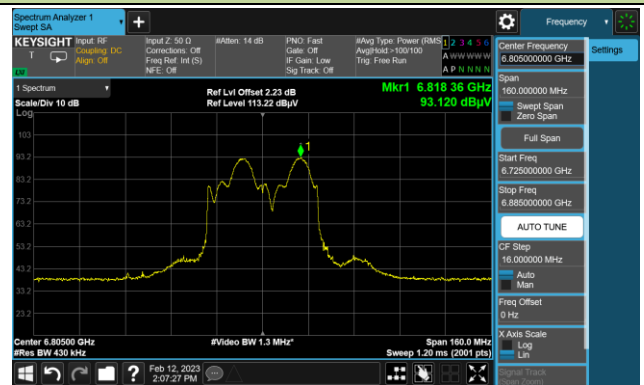 Spectrum Analyzer 1
Swept SA
Frequency
KEYSIGHT
Input: RF
Coupling: DC
Align: Off
Input Z: 50 Ω
Corrections: Off
Freq Ref: Int (S)
NFE: Off
#Atten: 14 dB
PNO: Fast
Gate: Off
IF Gain: Low
Sig Track: Off
#Avg Type: Power (RMS
Avg|Hold:>100/100
Trig: Free Run
1 2 3 4 5 6
A W W W W W
A P N N N N
1 Spectrum
Scale/Div 10 dB
Log
Ref Lvl Offset 2.23 dB
Ref Level 113.22 dBµV
Mkr1 6.818 36 GHz
93.120 dBµV
103
93.2
83.2
73.2
63.2
53.2
43.2
33.2
23.2
1
Center 6.80500 GHz
#Res BW 430 kHz
#Video BW 1.3 MHz*
Span 160.0 MHz
Sweep 1.20 ms (2001 pts)
Feb 12, 2023
2:07:27 PM
Center Frequency
6.805000000 GHz
Settings
Span
160.000000 MHz
Swept Span
Zero Span
Full Span
Start Freq
6.725000000 GHz
Stop Freq
6.885000000 GHz
AUTO TUNE
CF Step
16.000000 MHz
Auto
Man
Freq Offset
0 Hz
X Axis Scale
Log
Lin
Signal Track